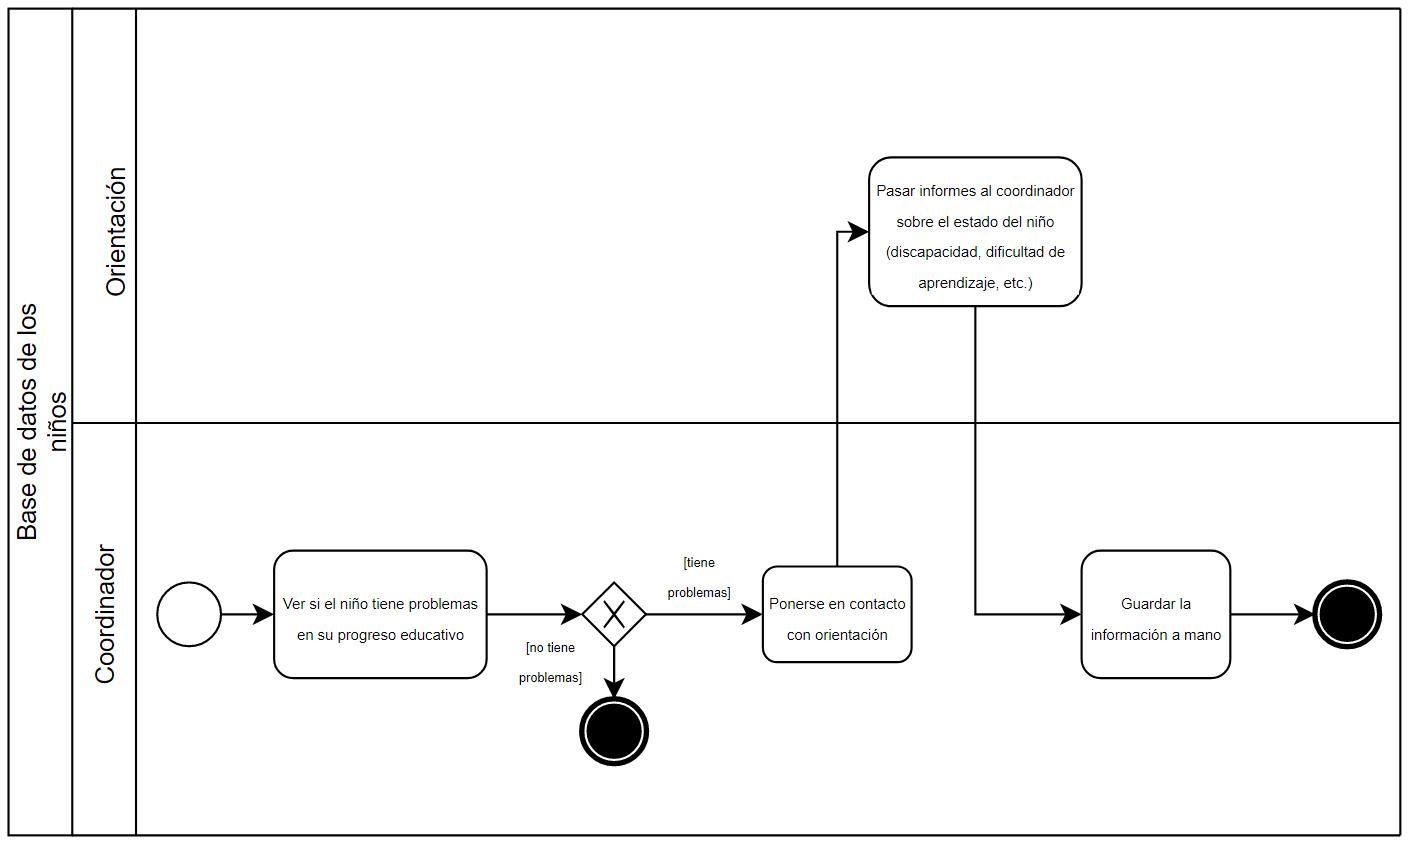 Base de datos de los
niños
Orientación
Pasar informes al coordinador
sobre el estado del niño
(discapacidad, dificultad de
aprendizaje, etc.)
Coordinador
Ver si el niño tiene problemas
en su progreso educativo
X
[no tiene
problemas]
[tiene
problemas]
Ponerse en contacto
con orientación
Guardar la
información a mano